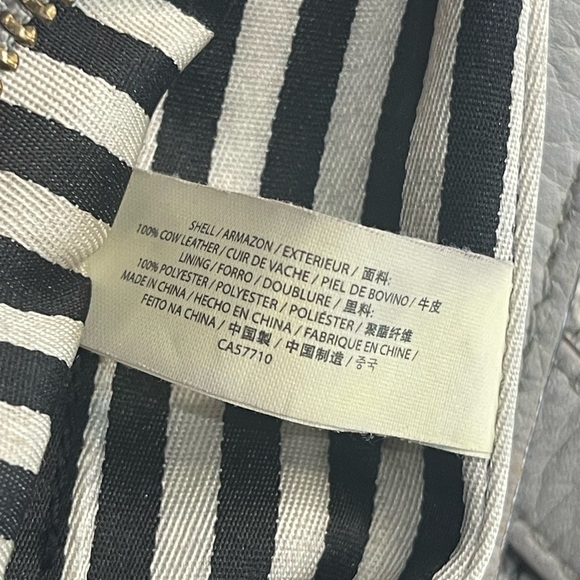 SHELL / ARMAZON / EXTERIEUR / 面料:
100% COW LEATHER / CUIR DE VACHE / PIEL DE BOVINO / 牛皮
LINING / FORRO / DOUBLURE / 里料:
100% POLYESTER / POLYESTER / POLIÉSTER / 聚酯纤维
MADE IN CHINA / HECHO EN CHINA / FABRIQUE EN CHINE /
FEITO NA CHINA / 中国製 / 中国制造 / 중국
CA57710